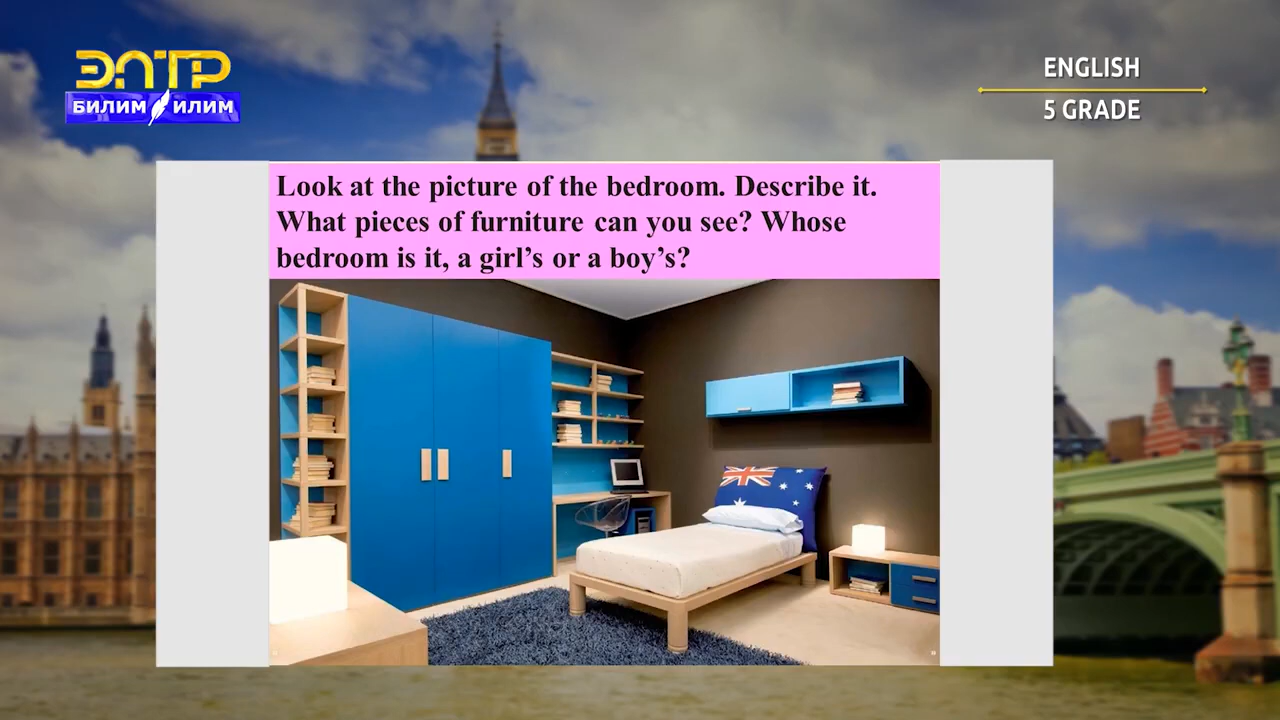 ЭЛТР
БИЛИМ ИЛИМ
ENGLISH
5 GRADE
Look at the picture of the bedroom. Describe it.
What pieces of furniture can you see? Whose
bedroom is it, a girl’s or a boy’s?